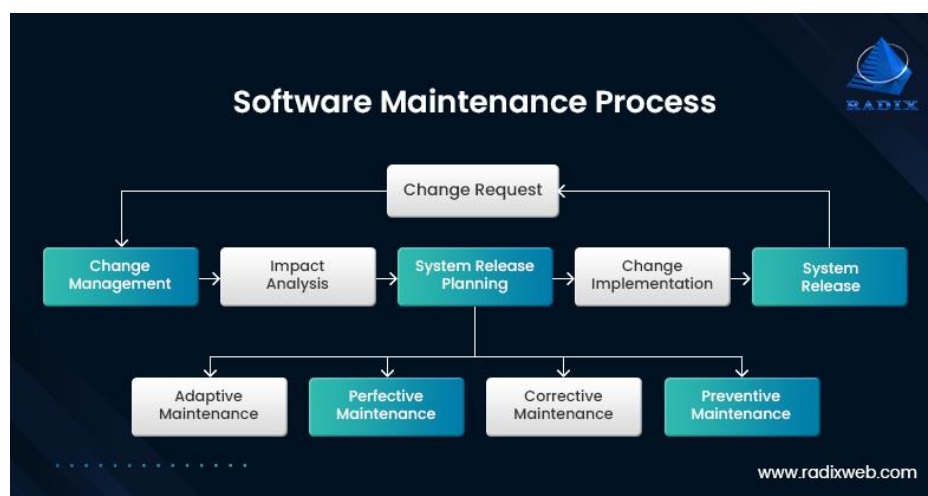 RADIX
Software Maintenance Process
Change Request
Change
Management
Impact
Analysis
System Release
Planning
Change
Implementation
System
Release
Adaptive
Maintenance
Perfective
Maintenance
Corrective
Maintenance
Preventive
Maintenance
www.radixweb.com